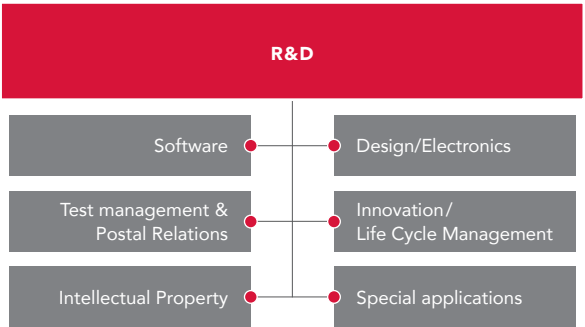 R&D
Software
Design/Electronics
Test management &
Postal Relations
Innovation/
Life Cycle Management
Intellectual Property
Special applications